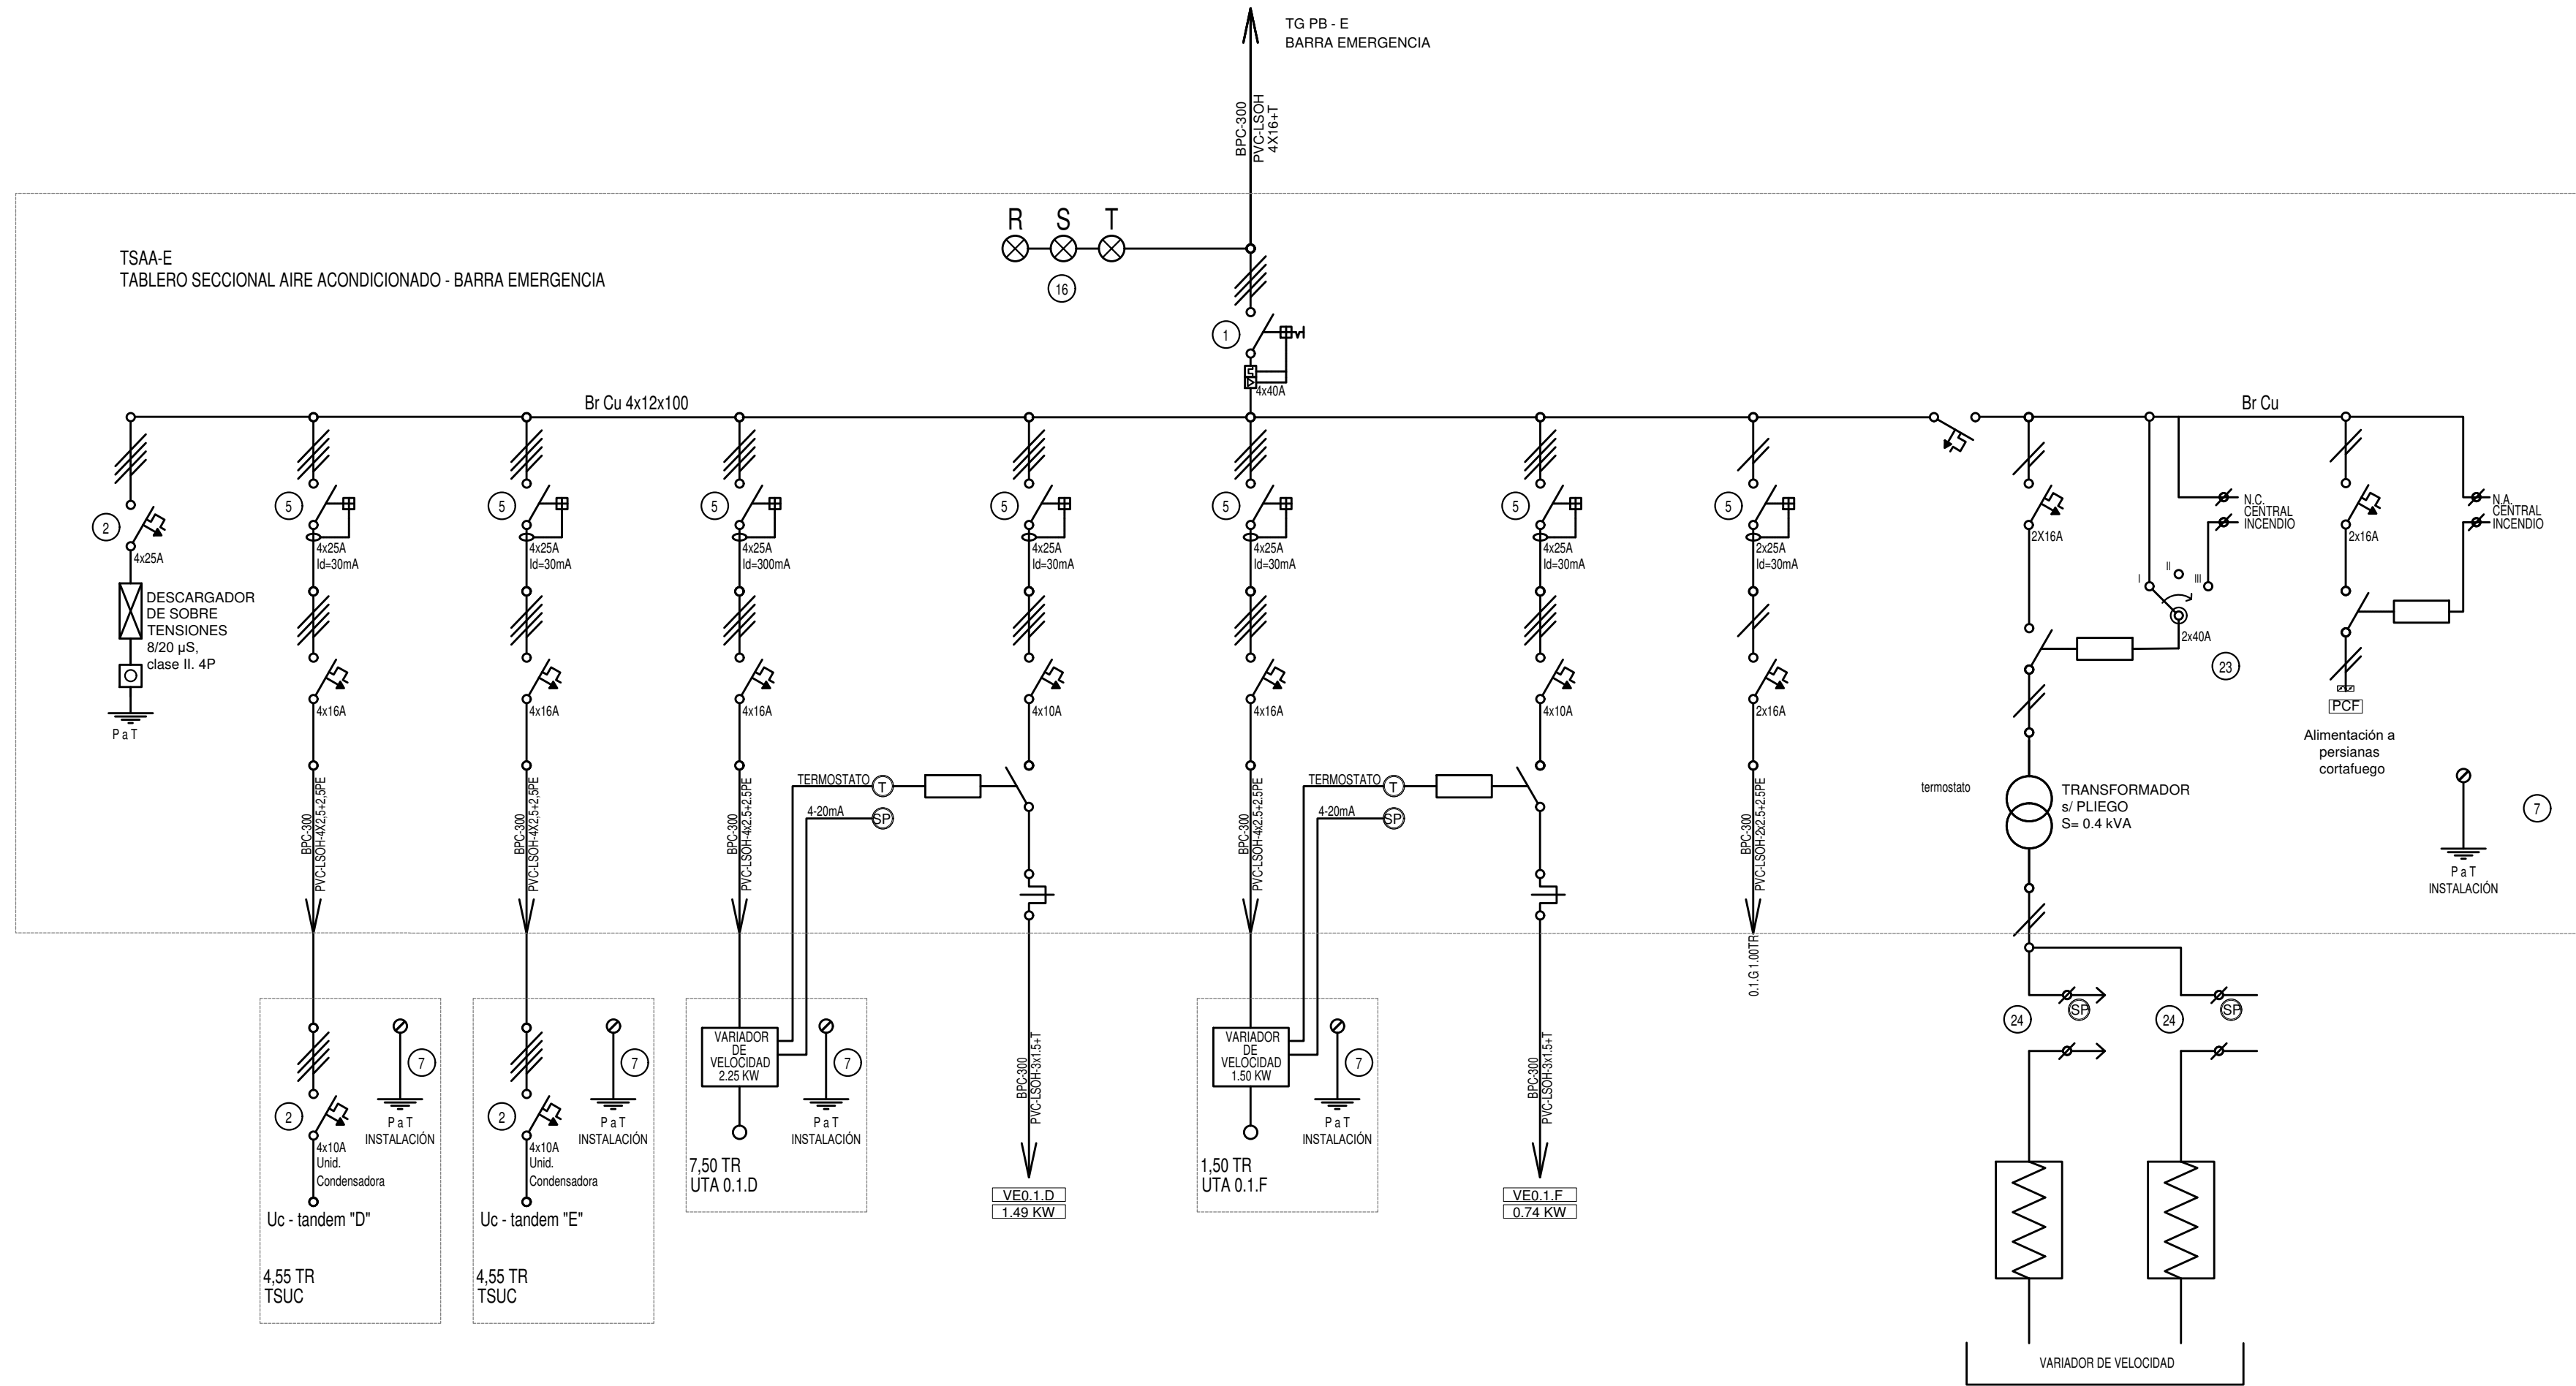 TG PB - E
BARRA EMERGENCIA
BPC-300
PVC-LSOH
4X16+T
R S T
16
TSAA-E
TABLERO SECCIONAL AIRE ACONDICIONADO - BARRA EMERGENCIA
1
4x40A
Br Cu 4x12x100
Br Cu
2
4x25A
DESCARGADOR
DE SOBRE
TENSIONES
8/20 µS,
clase II. 4P
P a T
5
4x25A
Id=30mA
4x16A
BPC-300
PVC-LSOH-4X2,5+2,5PE
5
4x25A
Id=30mA
4x16A
BPC-300
PVC-LSOH-4X2,5+2,5PE
5
4x25A
Id=300mA
4x16A
BPC-300
PVC-LSOH-4x2.5+2.5PE
TERMOSTATO
T
4-20mA
SP
5
4x25A
Id=30mA
4x10A
5
4x25A
Id=30mA
4x16A
BPC-300
PVC-LSOH-4x2.5+2.5PE
TERMOSTATO
T
4-20mA
SP
5
4x25A
Id=30mA
4x10A
5
2x25A
Id=30mA
2x16A
BPC-300
PVC-LSOH-2x2.5+2.5PE
0.1.G 1.00TR
2X16A
N.C.
CENTRAL
INCENDIO
I
II
III
2x40A
23
2x16A
N.A.
CENTRAL
INCENDIO
PCF
Alimentación a
persianas
cortafuego
termostato
TRANSFORMADOR
s/ PLIEGO
S= 0.4 kVA
7
P a T
INSTALACIÓN
2
4x10A
Unid.
Condensadora
Uc - tandem "D"
7
P a T
INSTALACIÓN
4,55 TR
TSUC
2
4x10A
Unid.
Condensadora
Uc - tandem "E"
7
P a T
INSTALACIÓN
4,55 TR
TSUC
VARIADOR
DE
VELOCIDAD
2.25 KW
7
P a T
INSTALACIÓN
7,50 TR
UTA 0.1.D
BPC-300
PVC-LSOH-3x1.5+T
VE0.1.D
1.49 KW
VARIADOR
DE
VELOCIDAD
1.50 KW
7
P a T
INSTALACIÓN
1,50 TR
UTA 0.1.F
BPC-300
PVC-LSOH-3x1.5+T
VE0.1.F
0.74 KW
24
SP
24
SP
VARIADOR DE VELOCIDAD